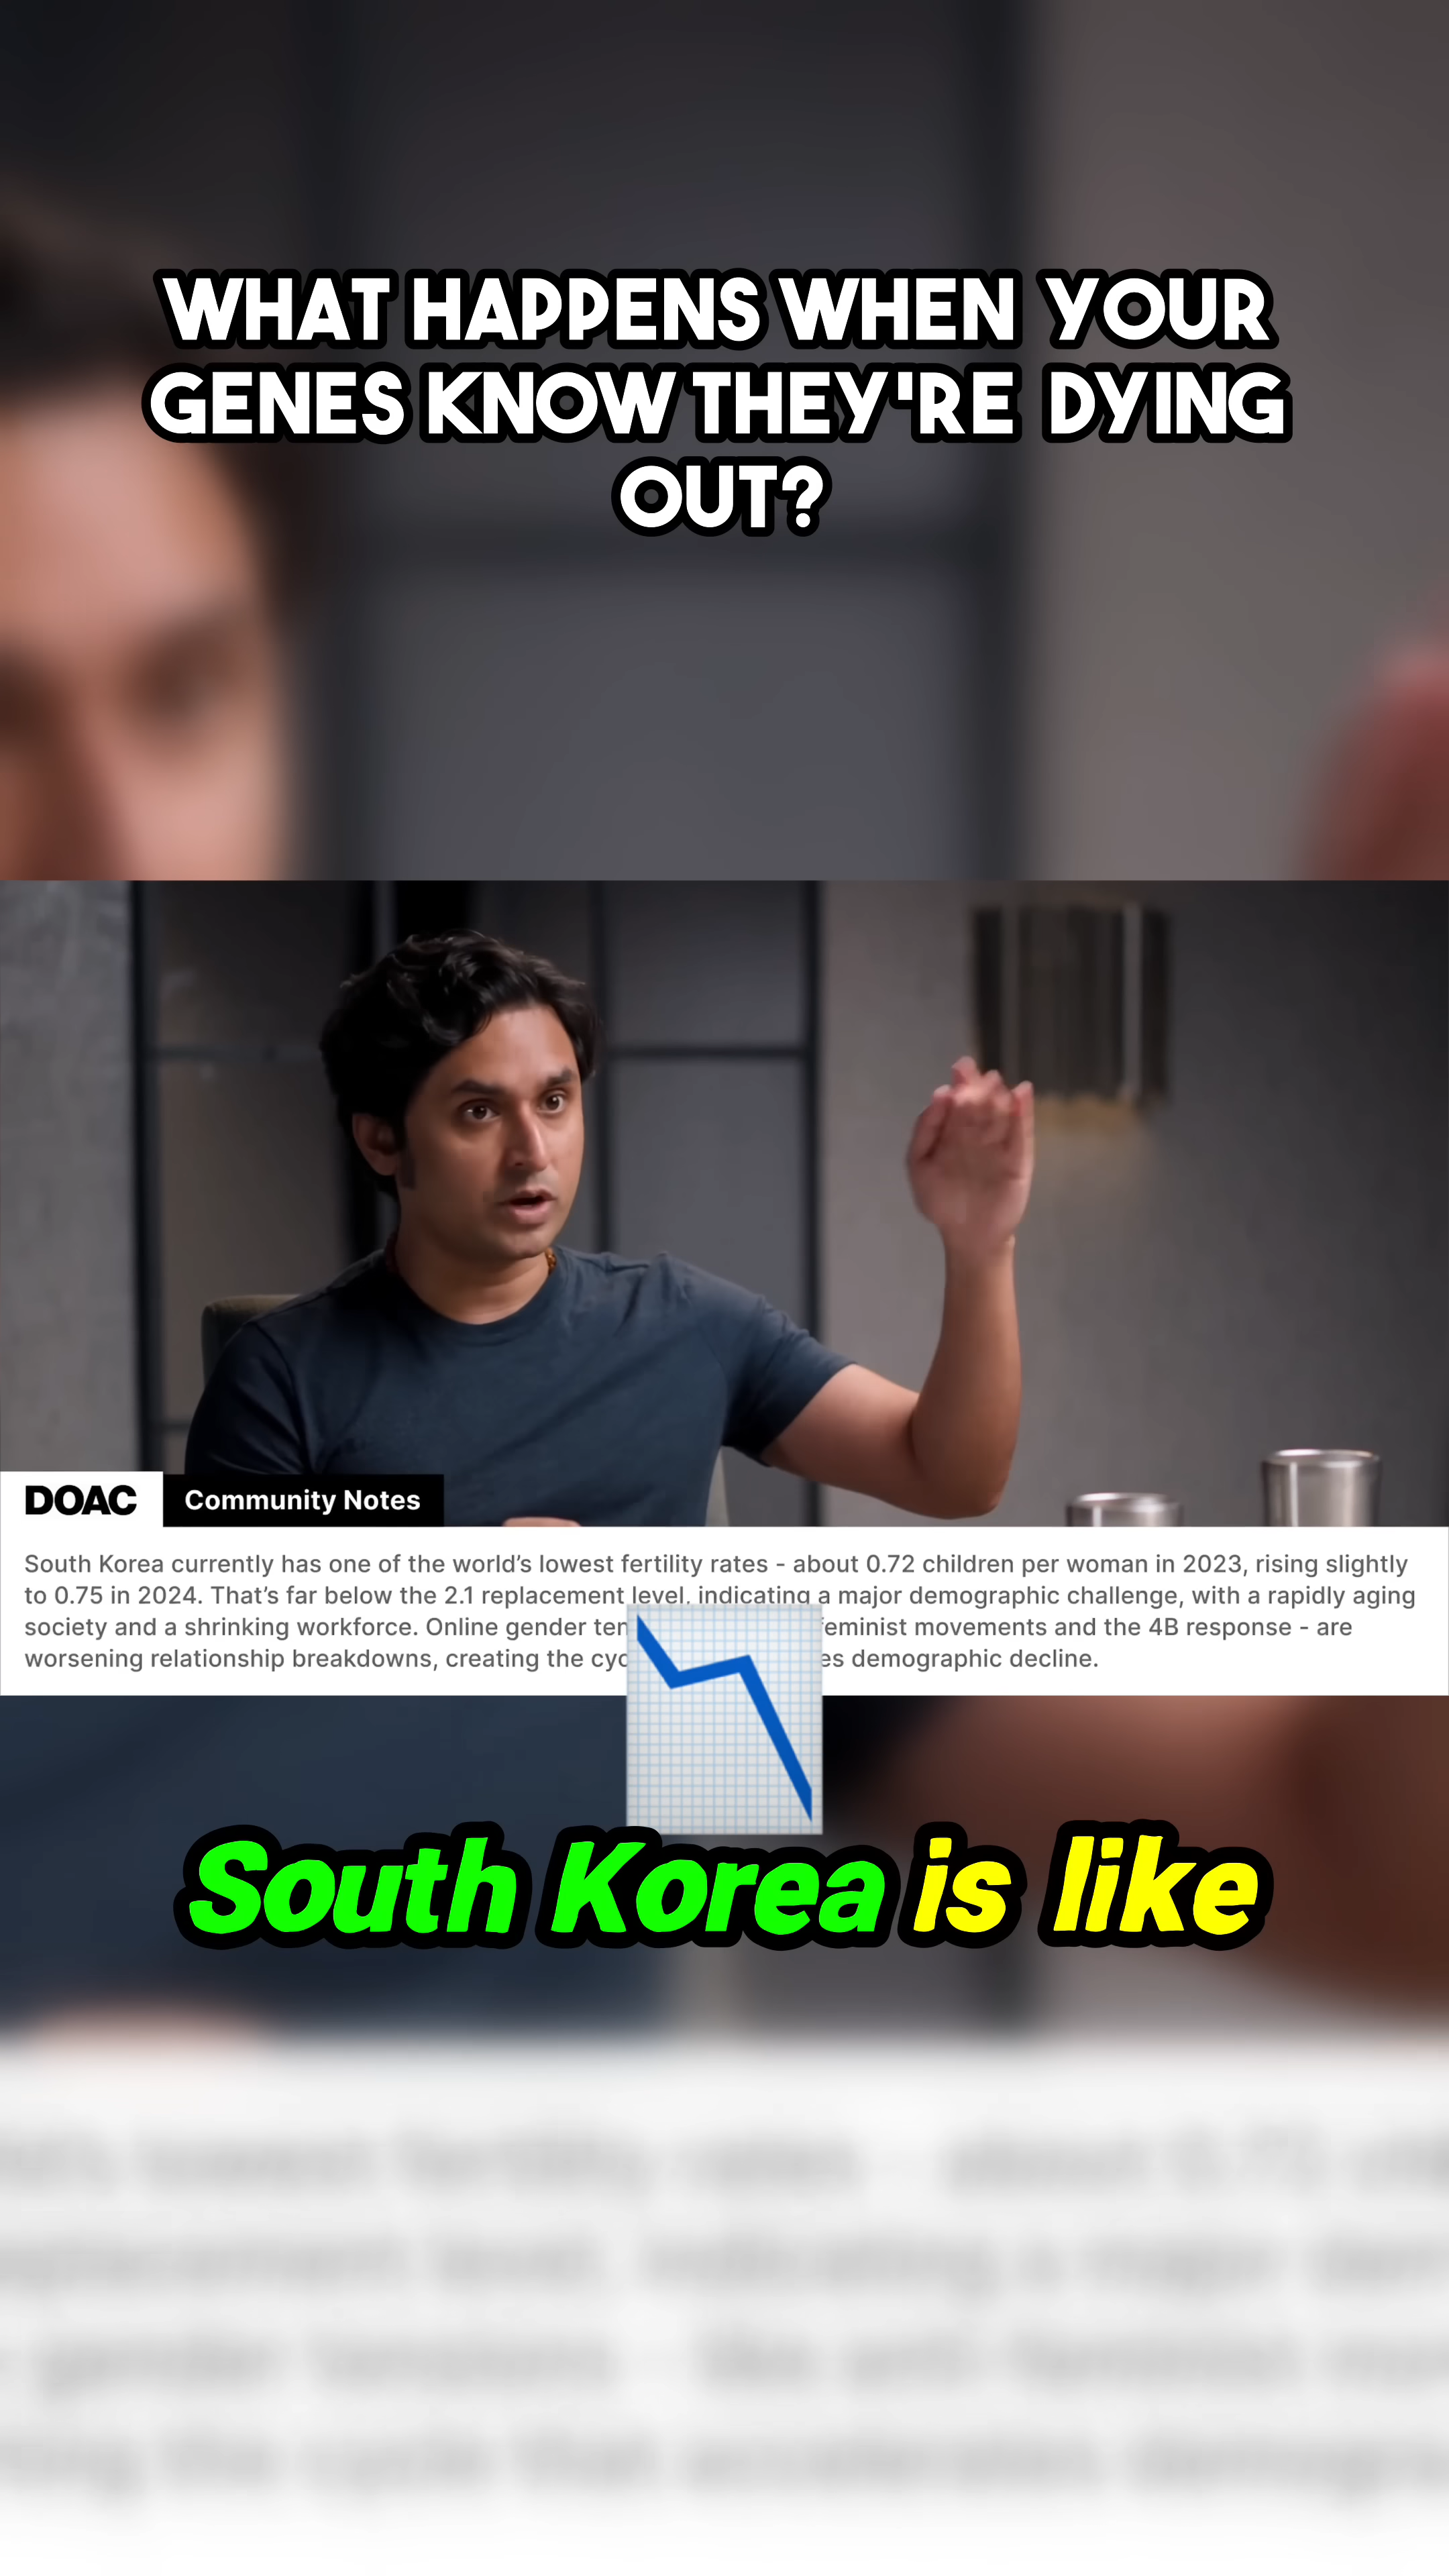 WHAT HAPPENS WHEN YOUR
GENES KNOW THEY'RE DYING
OUT?
DOAC
Community Notes
South Korea currently has one of the world's lowest fertility rates - about 0.72 children per woman in 2023, rising slightly
to 0.75 in 2024. That's far below the 2.1 replacement level, indicating a major demographic challenge, with a rapidly aging
society and a shrinking workforce. Online gender feminist movements and the 4B response - are
worsening relationship breakdowns, creating the demographic decline.
South Korea is like